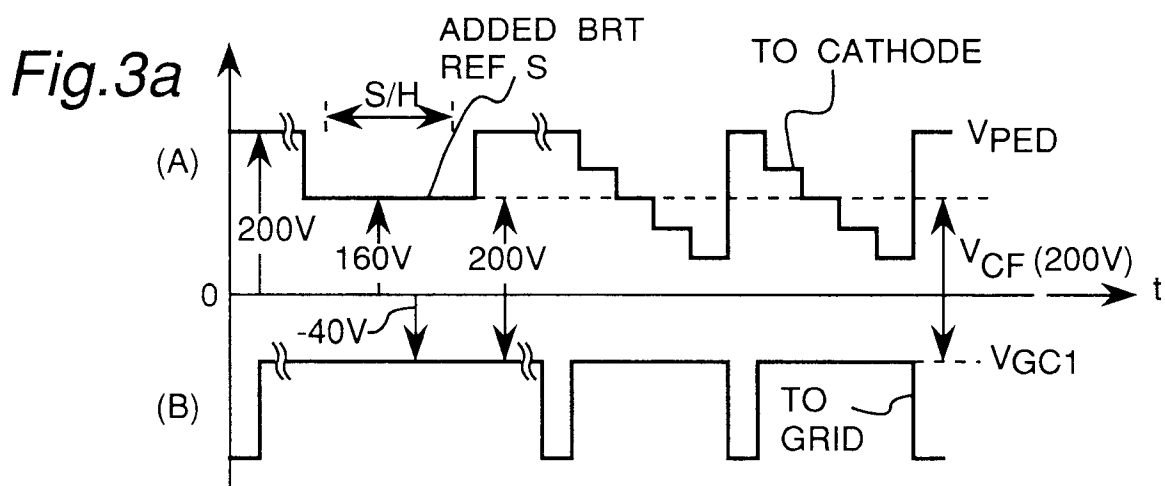 Fig.3a
ADDED BRT
REF S
TO CATHODE
S/H
(A)
VPED
200V
160V
200V
VCF (200V)
0
t
-40V
VGC1
(B)
TO
GRID